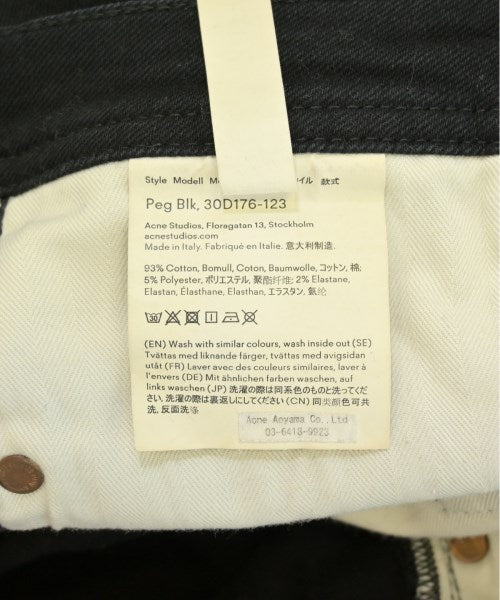 Style Modell イル 款式
Peg Blk, 30D176-123
Acne Studios, Floragatan 13, Stockholm
acnestudios.com
Made in Italy. Fabriqué en Italie. 意大利制造.
93% Cotton, Bomull, Coton, Baumwolle, コットン, 棉;
5% Polyester, ポリエステル, 聚酯纤维; 2% Elastane,
Elastan, Élasthane, Elasthan, エラスタン, 氨纶
30
(EN) Wash with similar colours, wash inside out (SE)
Tvättas med liknande färger, tvättas med avigsidan
utåt (FR) Laver avec des couleurs similaires, laver à
l'envers (DE) Mit ähnlichen farben waschen, auf
links waschen (JP) 洗濯の際は同系色のものと洗ってくだ
さい, 洗濯の際は裏返しにしてください (CN) 同类颜色可共
洗, 反面洗涤
Acne Aoyama Co.,Ltd
03-6418-9923